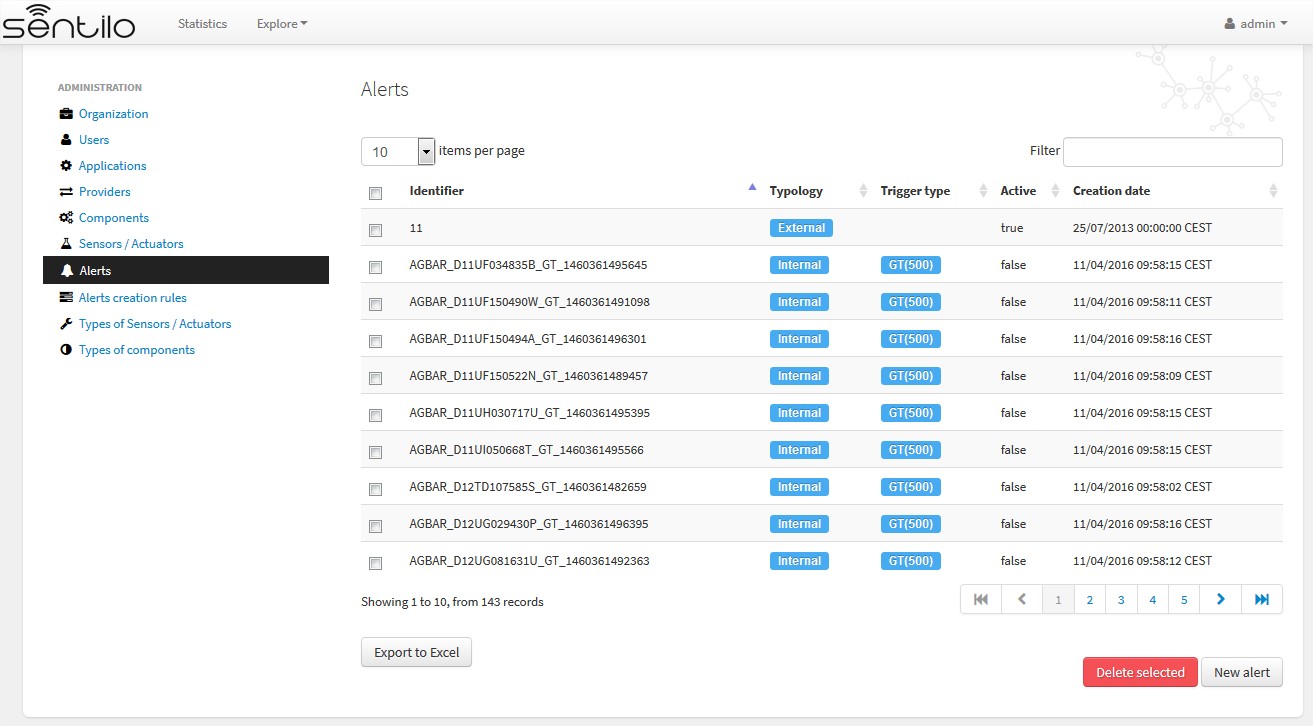 sentilo Statistics Explore admin
ADMINISTRATION
Organization
Users
Applications
Providers
Components
Sensors / Actuators
Alerts
Alerts creation rules
Types of Sensors / Actuators
Types of components
Alerts
10 items per page Filter
Identifier Typology Trigger type Active Creation date
11 External true 25/07/2013 00:00:00 CEST
AGBAR_D11UF034835B_GT_1460361495645 Internal GT(500) false 11/04/2016 09:58:15 CEST
AGBAR_D11UF150490W_GT_1460361491098 Internal GT(500) false 11/04/2016 09:58:11 CEST
AGBAR_D11UF150494A_GT_1460361496301 Internal GT(500) false 11/04/2016 09:58:16 CEST
AGBAR_D11UF150522N_GT_1460361489457 Internal GT(500) false 11/04/2016 09:58:09 CEST
AGBAR_D11UH030717U_GT_1460361495395 Internal GT(500) false 11/04/2016 09:58:15 CEST
AGBAR_D11UI050668T_GT_1460361495566 Internal GT(500) false 11/04/2016 09:58:15 CEST
AGBAR_D12TD107585S_GT_1460361482659 Internal GT(500) false 11/04/2016 09:58:02 CEST
AGBAR_D12UG029430P_GT_1460361496395 Internal GT(500) false 11/04/2016 09:58:16 CEST
AGBAR_D12UG081631U_GT_1460361492363 Internal GT(500) false 11/04/2016 09:58:12 CEST
Showing 1 to 10, from 143 records 1 2 3 4 5
Export to Excel
Delete selected New alert